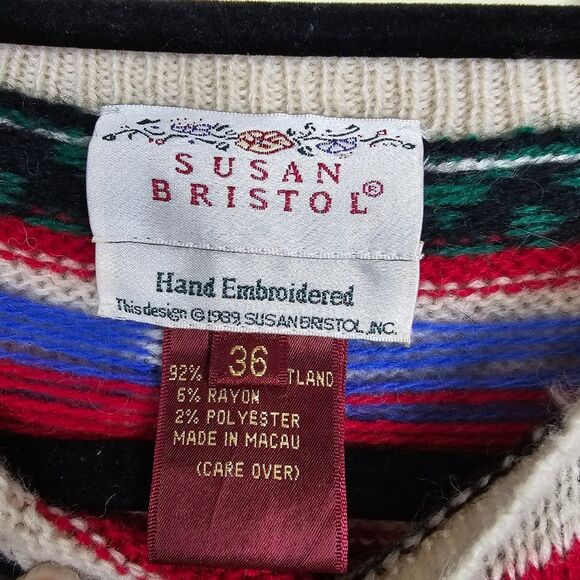 SUSAN
BRISTOL®
Hand Embroidered
This design © 1989, SUSAN BRISTOL, INC.
36
92% TLAND
6% RAYON
2% POLYESTER
MADE IN MACAU
(CARE OVER)